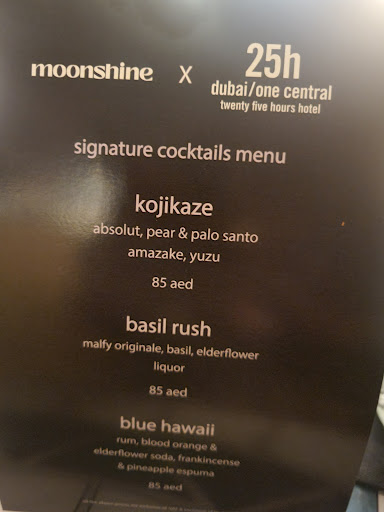 moonshine X 25h
dubai/one central
twenty five hours hotel
signature cocktails menu
kojikaze
absolut, pear & palo santo
amazake, yuzu
85 aed
basil rush
malfy originale, basil, elderflower
liquor
85 aed
blue hawaii
rum, blood orange &
elderflower soda, frankincense
& pineapple espuma
85 aed